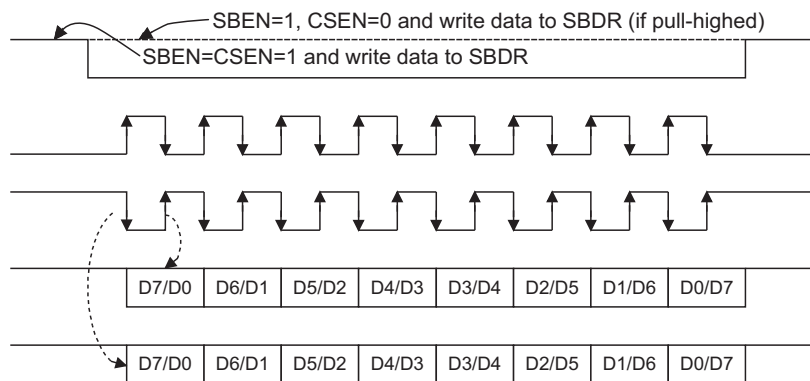 SBEN=1, CSEN=0 and write data to SBDR (if pull-highed)
SBEN=CSEN=1 and write data to SBDR
D7/D0 D6/D1 D5/D2 D4/D3 D3/D4 D2/D5 D1/D6 D0/D7
D7/D0 D6/D1 D5/D2 D4/D3 D3/D4 D2/D5 D1/D6 D0/D7